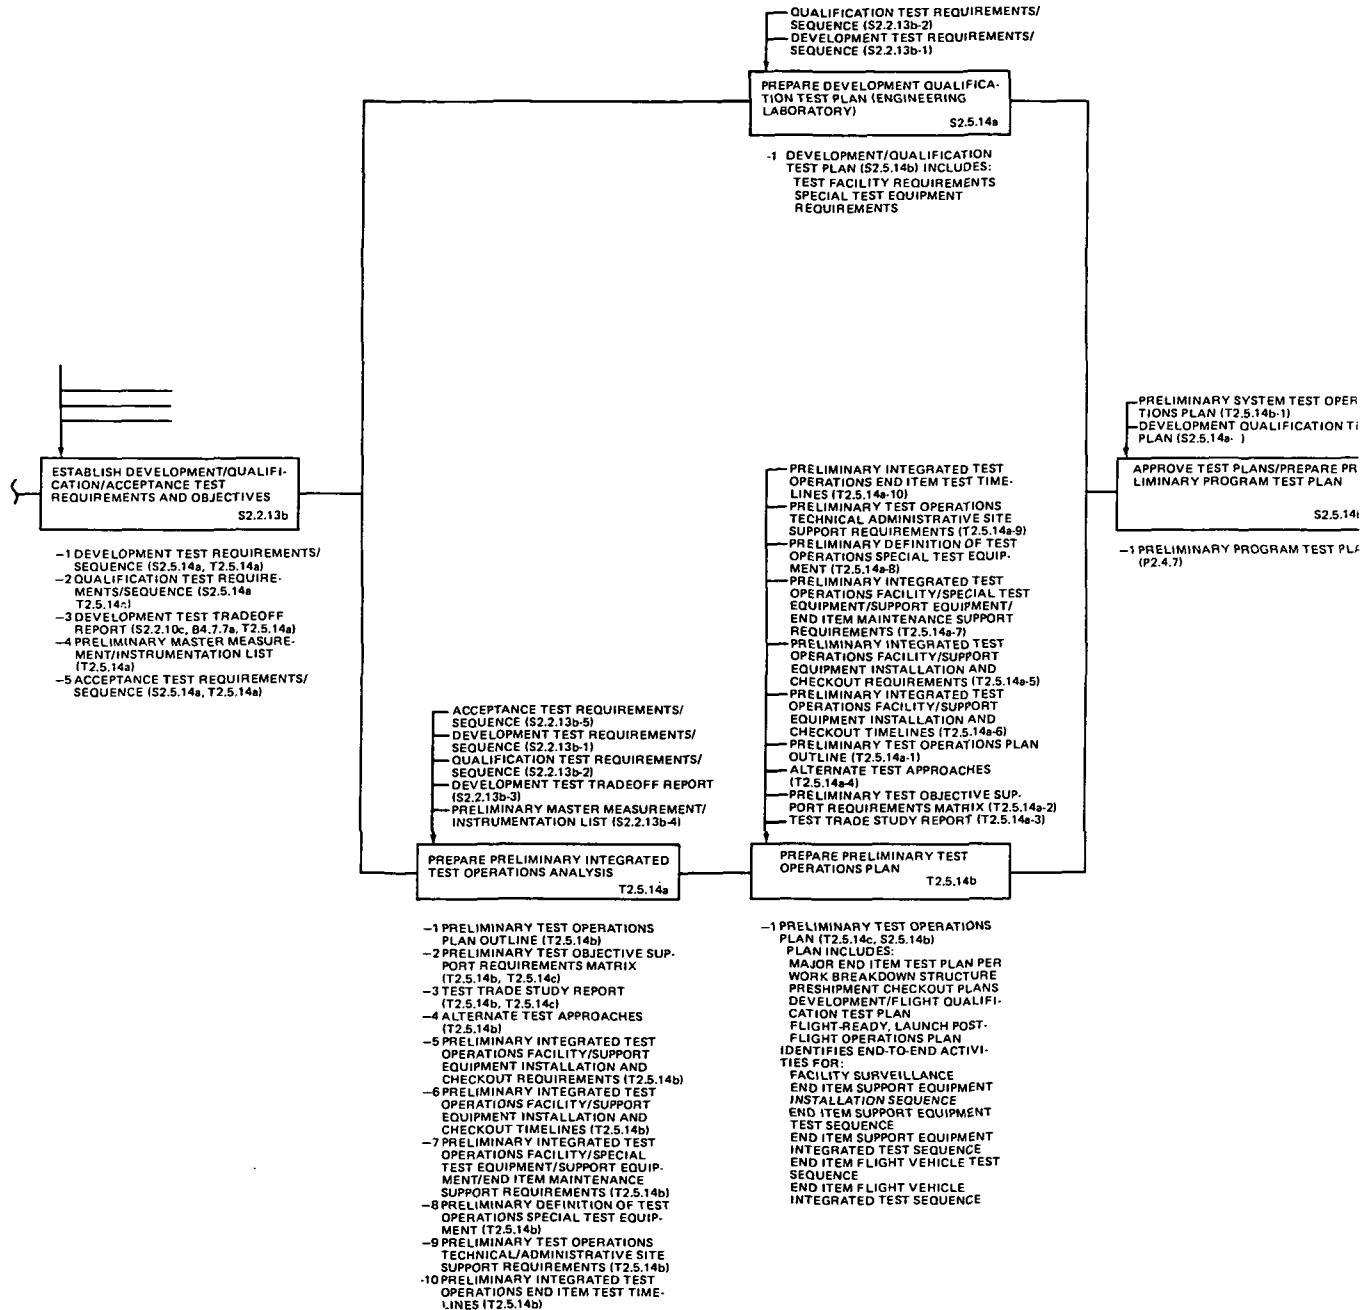 QUALIFICATION TEST REQUIREMENTS/
SEQUENCE (S2.2.13b-2)
DEVELOPMENT TEST REQUIREMENTS/
SEQUENCE (S2.2.13b-1)
PREPARE DEVELOPMENT QUALIFICA-
TION TEST PLAN (ENGINEERING
LABORATORY)
S2.5.14a
-1 DEVELOPMENT/QUALIFICATION
TEST PLAN (S2.5.14b) INCLUDES:
TEST FACILITY REQUIREMENTS
SPECIAL TEST EQUIPMENT
REQUIREMENTS
ESTABLISH DEVELOPMENT/QUALIFI-
CATION/ACCEPTANCE TEST
REQUIREMENTS AND OBJECTIVES
S2.2.13b
-1 DEVELOPMENT TEST REQUIREMENTS/
SEQUENCE (S2.5.14a, T2.5.14a)
-2 QUALIFICATION TEST REQUIRE-
MENTS/SEQUENCE (S2.5.14a
-3 DEVELOPMENT TEST TRADEOFF
REPORT (S2.2.10c, B4.7.7a, T2.5.14a)
-4 PRELIMINARY MASTER MEASURE-
MENT/INSTRUMENTATION LIST
(T2.5.14a)
-5 ACCEPTANCE TEST REQUIREMENTS/
SEQUENCE (S2.5.14a, T2.5.14a)
ACCEPTANCE TEST REQUIREMENTS/
SEQUENCE (S2.2.13b-5)
DEVELOPMENT TEST REQUIREMENTS/
SEQUENCE (S2.2.13b-1)
QUALIFICATION TEST REQUIREMENTS/
SEQUENCE (S2.2.13b-2)
DEVELOPMENT TEST TRADEOFF REPORT
(S2.2.13b-3)
PRELIMINARY MASTER MEASUREMENT/
INSTRUMENTATION LIST (S2.2.13b-4)
PREPARE PRELIMINARY INTEGRATED
TEST OPERATIONS ANALYSIS
T2.5.14a
-1 PRELIMINARY TEST OPERATIONS
PLAN OUTLINE (T2.5.14b)
-2 PRELIMINARY TEST OBJECTIVE SUP-
PORT REQUIREMENTS MATRIX
(T2.5.14b, T2.5.14c)
-3 TEST TRADE STUDY REPORT
(T2.5.14b, T2.5.14c)
-4 ALTERNATE TEST APPROACHES
(T2.5.14b)
-5 PRELIMINARY INTEGRATED TEST
OPERATIONS FACILITY/SUPPORT
EQUIPMENT INSTALLATION AND
CHECKOUT REQUIREMENTS (T2.5.14b)
-6 PRELIMINARY INTEGRATED TEST
OPERATIONS FACILITY/SUPPORT
EQUIPMENT INSTALLATION AND
CHECKOUT TIMELINES (T2.5.14b)
-7 PRELIMINARY INTEGRATED TEST
OPERATIONS FACILITY/SPECIAL
TEST EQUIPMENT/SUPPORT EQUIP-
MENT/END ITEM MAINTENANCE
SUPPORT REQUIREMENTS (T2.5.14b)
-8 PRELIMINARY DEFINITION OF TEST
OPERATIONS SPECIAL TEST EQUIP-
MENT (T2.5.14b)
-9 PRELIMINARY TEST OPERATIONS
TECHNICAL/ADMINISTRATIVE SITE
SUPPORT REQUIREMENTS (T2.5.14b)
-10 PRELIMINARY INTEGRATED TEST
OPERATIONS END ITEM TEST TIME-
LINES (T2.5.14b)
PRELIMINARY INTEGRATED TEST
OPERATIONS END ITEM TEST TIME-
LINES (T2.5.14a-10)
PRELIMINARY TEST OPERATIONS
TECHNICAL ADMINISTRATIVE SITE
SUPPORT REQUIREMENTS (T2.5.14a-9)
PRELIMINARY DEFINITION OF TEST
OPERATIONS SPECIAL TEST EQUIP-
MENT (T2.5.14a-8)
PRELIMINARY INTEGRATED TEST
OPERATIONS FACILITY/SPECIAL TEST
EQUIPMENT/SUPPORT EQUIPMENT/
END ITEM MAINTENANCE SUPPORT
REQUIREMENTS (T2.5.14a-7)
PRELIMINARY INTEGRATED TEST
OPERATIONS FACILITY/SUPPORT
EQUIPMENT INSTALLATION AND
CHECKOUT REQUIREMENTS (T2.5.14a-5)
PRELIMINARY INTEGRATED TEST
OPERATIONS FACILITY/SUPPORT
EQUIPMENT INSTALLATION AND
CHECKOUT TIMELINES (T2.5.14a-6)
PRELIMINARY TEST OPERATIONS PLAN
OUTLINE (T2.5.14a-1)
ALTERNATE TEST APPROACHES
(T2.5.14a-4)
PRELIMINARY TEST OBJECTIVE SUP-
PORT REQUIREMENTS MATRIX (T2.5.14a-2)
TEST TRADE STUDY REPORT (T2.5.14a-3)
PREPARE PRELIMINARY TEST
OPERATIONS PLAN
T2.5.14b
-1 PRELIMINARY TEST OPERATIONS
PLAN (T2.5.14c, S2.5.14b)
PLAN INCLUDES:
MAJOR END ITEM TEST PLAN PER
WORK BREAKDOWN STRUCTURE
PRESHIPMENT CHECKOUT PLANS
DEVELOPMENT/FLIGHT QUALIFI-
CATION TEST PLAN
FLIGHT-READY, LAUNCH POST-
FLIGHT OPERATIONS PLAN
IDENTIFIES END-TO-END ACTIVI-
TIES FOR:
FACILITY SURVEILLANCE
END ITEM SUPPORT EQUIPMENT
INSTALLATION SEQUENCE
END ITEM SUPPORT EQUIPMENT
TEST SEQUENCE
END ITEM SUPPORT EQUIPMENT
INTEGRATED TEST SEQUENCE
END ITEM FLIGHT VEHICLE TEST
SEQUENCE
END ITEM FLIGHT VEHICLE
INTEGRATED TEST SEQUENCE
PRELIMINARY SYSTEM TEST OPER
TIONS PLAN (T2.5.14b-1)
DEVELOPMENT QUALIFICATION
PLAN (S2.5.14a- )
APPROVE TEST PLANS/PREPARE PR
LIMINARY PROGRAM TEST PLAN
-1 PRELIMINARY PROGRAM TEST
(P2.4.7)